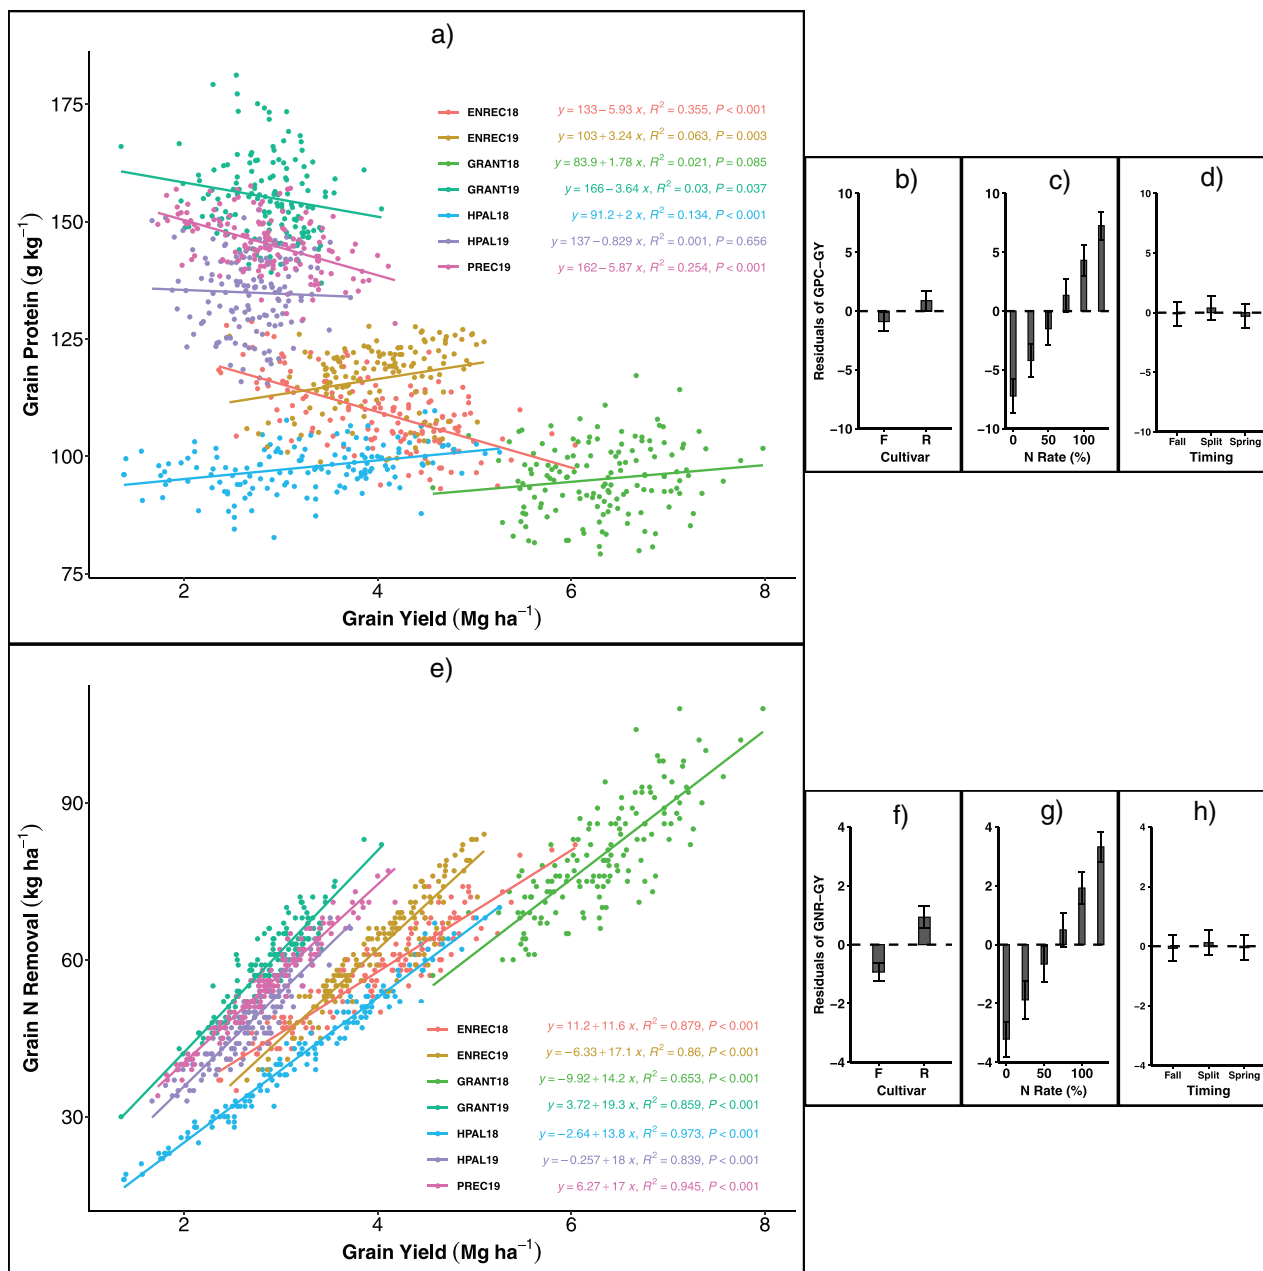 a)
175
150
125
100
75
Grain Protein (g kg⁻¹)
ENREC18 y = 133 − 5.93 x, R² = 0.355, P < 0.001
ENREC19 y = 103 + 3.24 x, R² = 0.063, P = 0.003
GRANT18 y = 83.9 + 1.78 x, R² = 0.021, P = 0.085
GRANT19 y = 166 − 3.64 x, R² = 0.03, P = 0.037
HPAL18 y = 91.2 + 2 x, R² = 0.134, P < 0.001
HPAL19 y = 137 − 0.829 x, R² = 0.001, P = 0.656
PREC19 y = 162 − 5.87 x, R² = 0.254, P < 0.001
2 4 6 8
Grain Yield (Mg ha⁻¹)
b)
10
5
0
−5
−10
Residuals of GPC−GY
F R
Cultivar
c)
10
5
0
−5
−10
0 50 100
N Rate (%)
d)
10
5
0
−5
−10
Fall Split Spring
Timing
e)
90
60
30
Grain N Removal (kg ha⁻¹)
ENREC18 y = 11.2 + 11.6 x, R² = 0.879, P < 0.001
ENREC19 y = −6.33 + 17.1 x, R² = 0.86, P < 0.001
GRANT18 y = −9.92 + 14.2 x, R² = 0.653, P < 0.001
GRANT19 y = 3.72 + 19.3 x, R² = 0.859, P < 0.001
HPAL18 y = −2.64 + 13.8 x, R² = 0.973, P < 0.001
HPAL19 y = −0.257 + 18 x, R² = 0.839, P < 0.001
PREC19 y = 6.27 + 17 x, R² = 0.945, P < 0.001
2 4 6 8
Grain Yield (Mg ha⁻¹)
f)
4
2
0
−2
−4
Residuals of GNR−GY
F R
Cultivar
g)
4
2
0
−2
−4
0 50 100
N Rate (%)
h)
4
2
0
−2
−4
Fall Split Spring
Timing